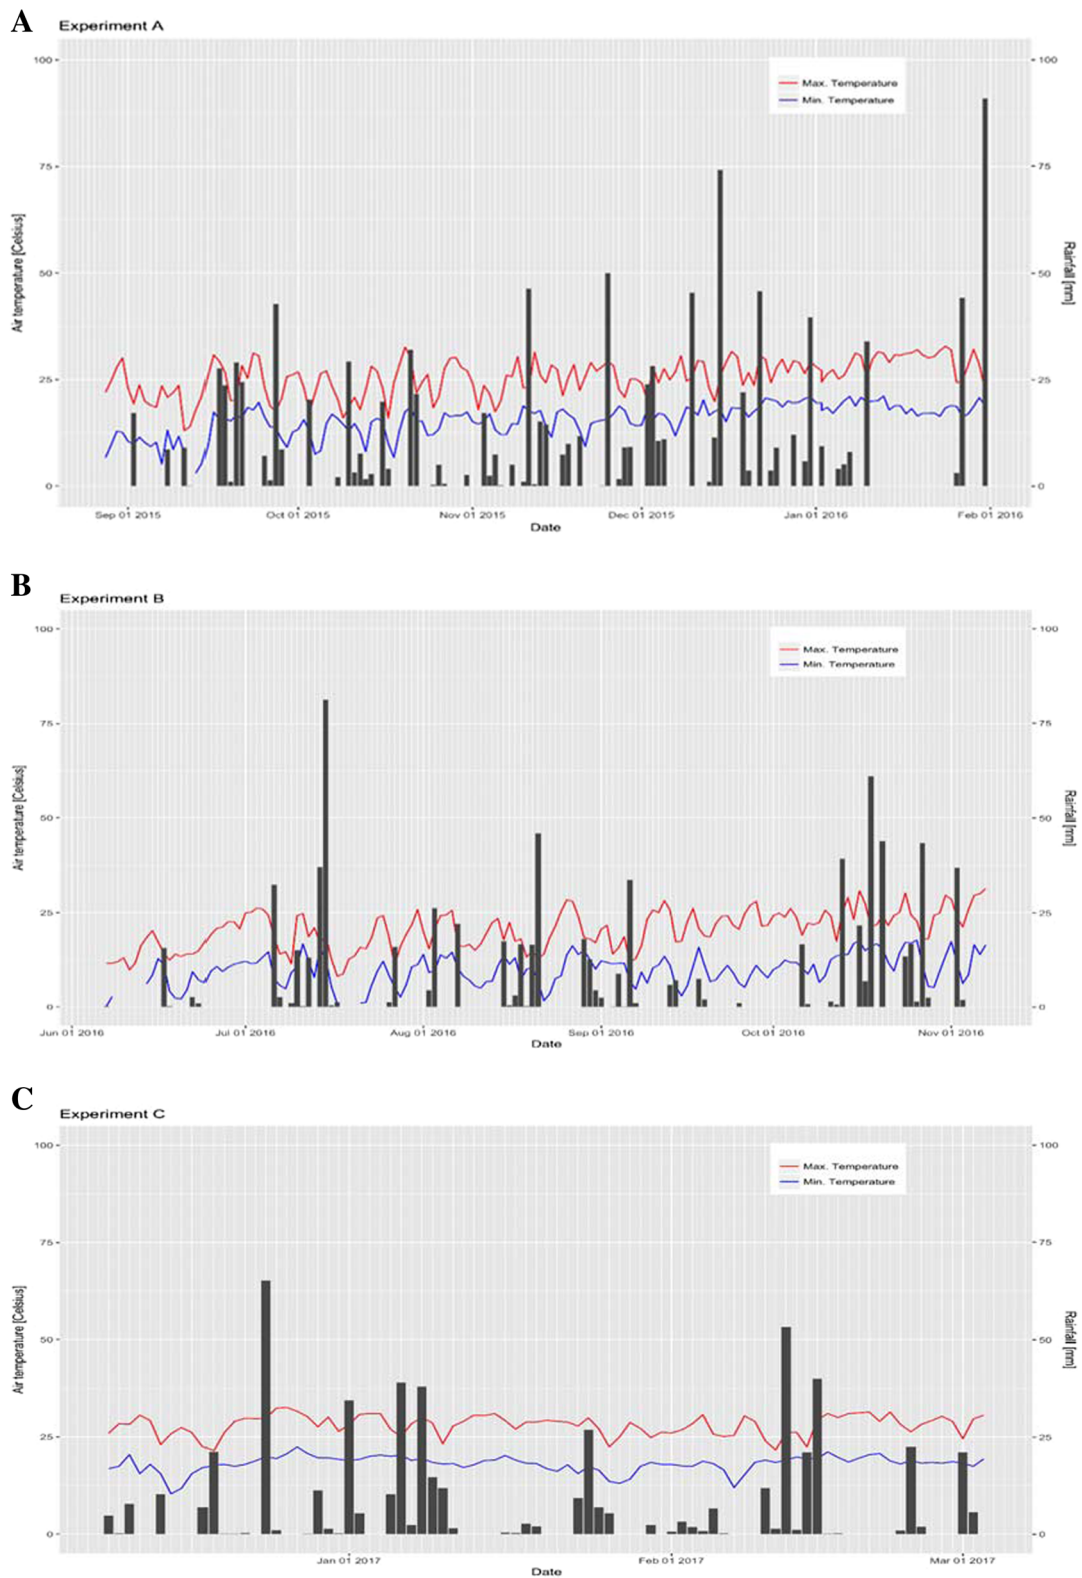 A
Experiment A
100
75
50
25
0
Air temperature [Celsius]
Max. Temperature
Min. Temperature
100
75
50
25
0
Rainfall [mm]
Sep 01 2015
Oct 01 2015
Nov 01 2015
Dec 01 2015
Jan 01 2016
Feb 01 2016
Date
B
Experiment B
100
75
50
25
0
Air temperature [Celsius]
Max. Temperature
Min. Temperature
100
75
50
25
0
Rainfall [mm]
Jun 01 2016
Jul 01 2016
Aug 01 2016
Sep 01 2016
Oct 01 2016
Nov 01 2016
Date
C
Experiment C
100
75
50
25
0
Air temperature [Celsius]
Max. Temperature
Min. Temperature
100
75
50
25
0
Rainfall [mm]
Jan 01 2017
Feb 01 2017
Mar 01 2017
Date